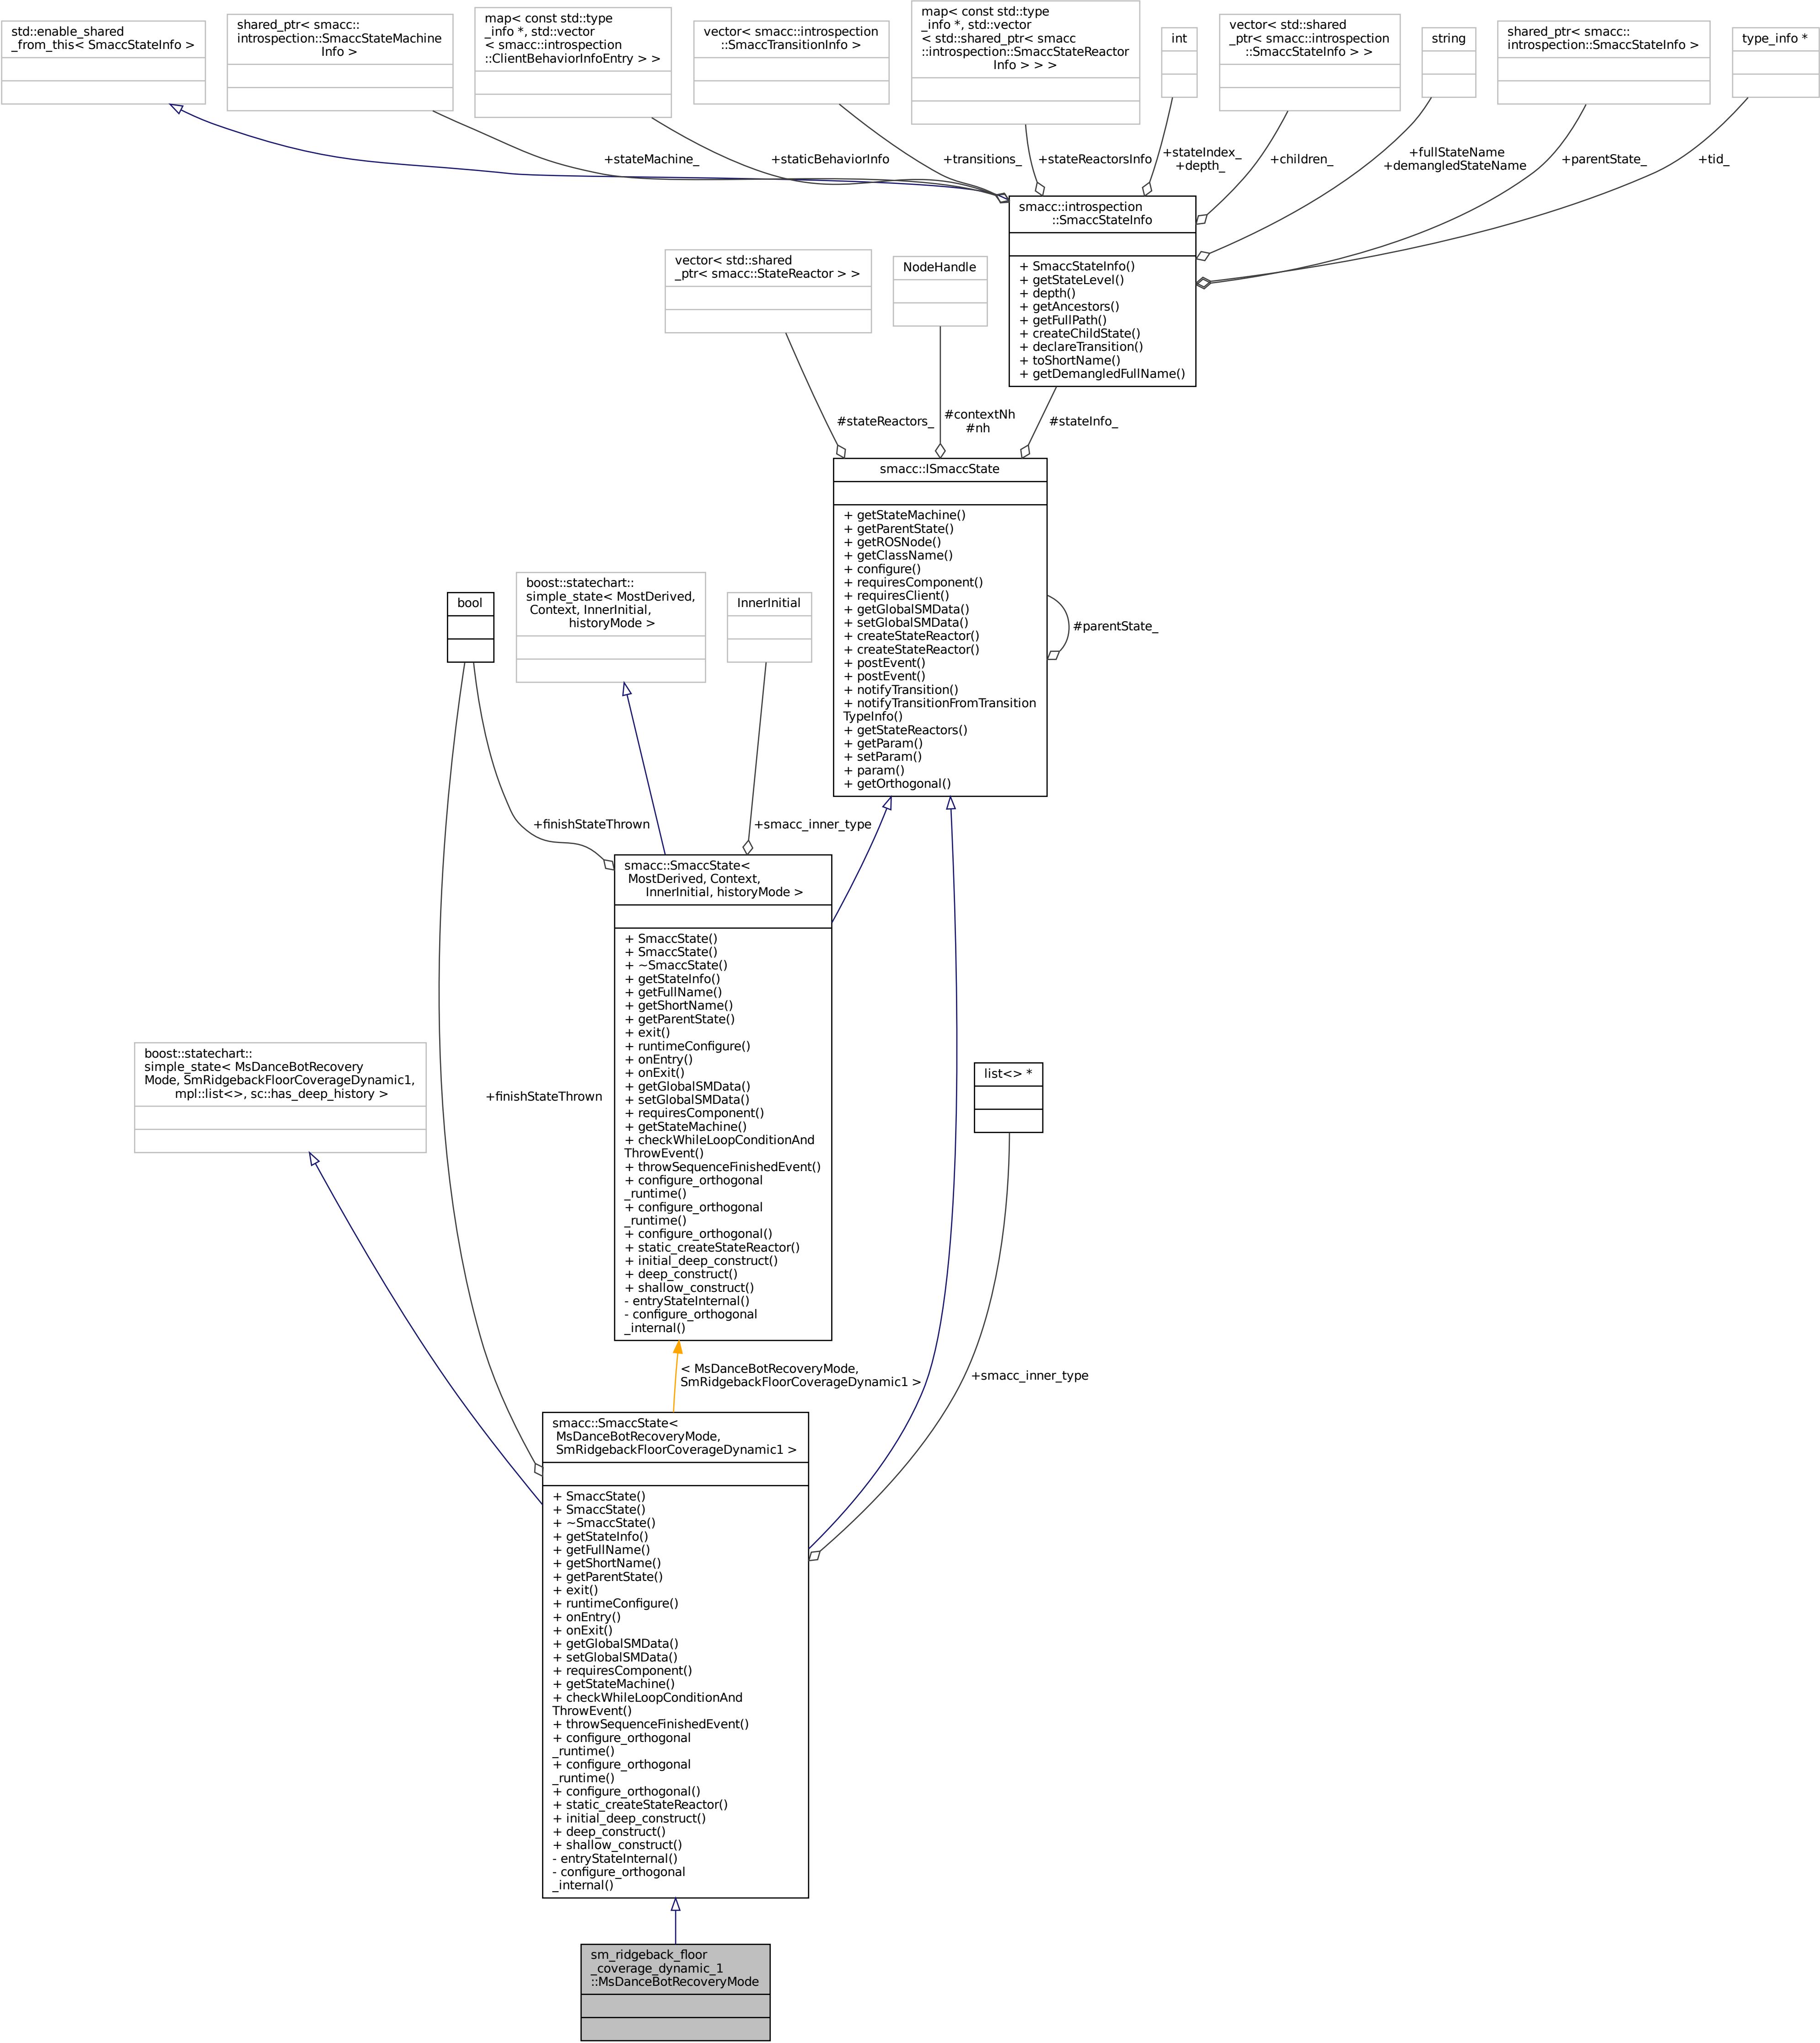 std::enable_shared
_from_this< SmaccStateInfo >
shared_ptr< smacc::
introspection::SmaccStateMachine
Info >
map< const std::type
_info *, std::vector
< smacc::introspection
::ClientBehaviorInfoEntry > >
vector< smacc::introspection
::SmaccTransitionInfo >
map< const std::type
_info *, std::vector
< std::shared_ptr< smacc
::introspection::SmaccStateReactor
Info > > >
int
vector< std::shared
_ptr< smacc::introspection
::SmaccStateInfo > >
string
shared_ptr< smacc::
introspection::SmaccStateInfo >
type_info *
+stateMachine_
+staticBehaviorInfo
+transitions_
+stateReactorsInfo
+stateIndex_
+depth_
+children_
+fullStateName
+demangledStateName
+parentState_
+tid_
smacc::introspection
::SmaccStateInfo
+ SmaccStateInfo()
+ getStateLevel()
+ depth()
+ getAncestors()
+ getFullPath()
+ createChildState()
+ declareTransition()
+ toShortName()
+ getDemangledFullName()
vector< std::shared
_ptr< smacc::StateReactor > >
NodeHandle
#stateReactors_
#contextNh
#nh
#stateInfo_
smacc::ISmaccState
+ getStateMachine()
+ getParentState()
+ getROSNode()
+ getClassName()
+ configure()
+ requiresComponent()
+ requiresClient()
+ getGlobalSMData()
+ setGlobalSMData()
+ createStateReactor()
+ createStateReactor()
+ postEvent()
+ postEvent()
+ notifyTransition()
+ notifyTransitionFromTransition
TypeInfo()
+ getStateReactors()
+ getParam()
+ setParam()
+ param()
+ getOrthogonal()
#parentState_
bool
boost::statechart::
simple_state< MostDerived,
Context, InnerInitial,
historyMode >
InnerInitial
+finishStateThrown
+smacc_inner_type
smacc::SmaccState<
MostDerived, Context,
InnerInitial, historyMode >
+ SmaccState()
+ SmaccState()
+ ~SmaccState()
+ getStateInfo()
+ getFullName()
+ getShortName()
+ getParentState()
+ exit()
+ runtimeConfigure()
+ onEntry()
+ onExit()
+ getGlobalSMData()
+ setGlobalSMData()
+ requiresComponent()
+ getStateMachine()
+ checkWhileLoopConditionAnd
ThrowEvent()
+ throwSequenceFinishedEvent()
+ configure_orthogonal
_runtime()
+ configure_orthogonal
_runtime()
+ configure_orthogonal()
+ static_createStateReactor()
+ initial_deep_construct()
+ deep_construct()
+ shallow_construct()
- entryStateInternal()
- configure_orthogonal
_internal()
boost::statechart::
simple_state< MsDanceBotRecovery
Mode, SmRidgebackFloorCoverageDynamic1,
mpl::list<>, sc::has_deep_history >
+finishStateThrown
list<> *
< MsDanceBotRecoveryMode,
SmRidgebackFloorCoverageDynamic1 >
+smacc_inner_type
smacc::SmaccState<
MsDanceBotRecoveryMode,
SmRidgebackFloorCoverageDynamic1 >
+ SmaccState()
+ SmaccState()
+ ~SmaccState()
+ getStateInfo()
+ getFullName()
+ getShortName()
+ getParentState()
+ exit()
+ runtimeConfigure()
+ onEntry()
+ onExit()
+ getGlobalSMData()
+ setGlobalSMData()
+ requiresComponent()
+ getStateMachine()
+ checkWhileLoopConditionAnd
ThrowEvent()
+ throwSequenceFinishedEvent()
+ configure_orthogonal
_runtime()
+ configure_orthogonal
_runtime()
+ configure_orthogonal()
+ static_createStateReactor()
+ initial_deep_construct()
+ deep_construct()
+ shallow_construct()
- entryStateInternal()
- configure_orthogonal
_internal()
sm_ridgeback_floor
_coverage_dynamic_1
::MsDanceBotRecoveryMode